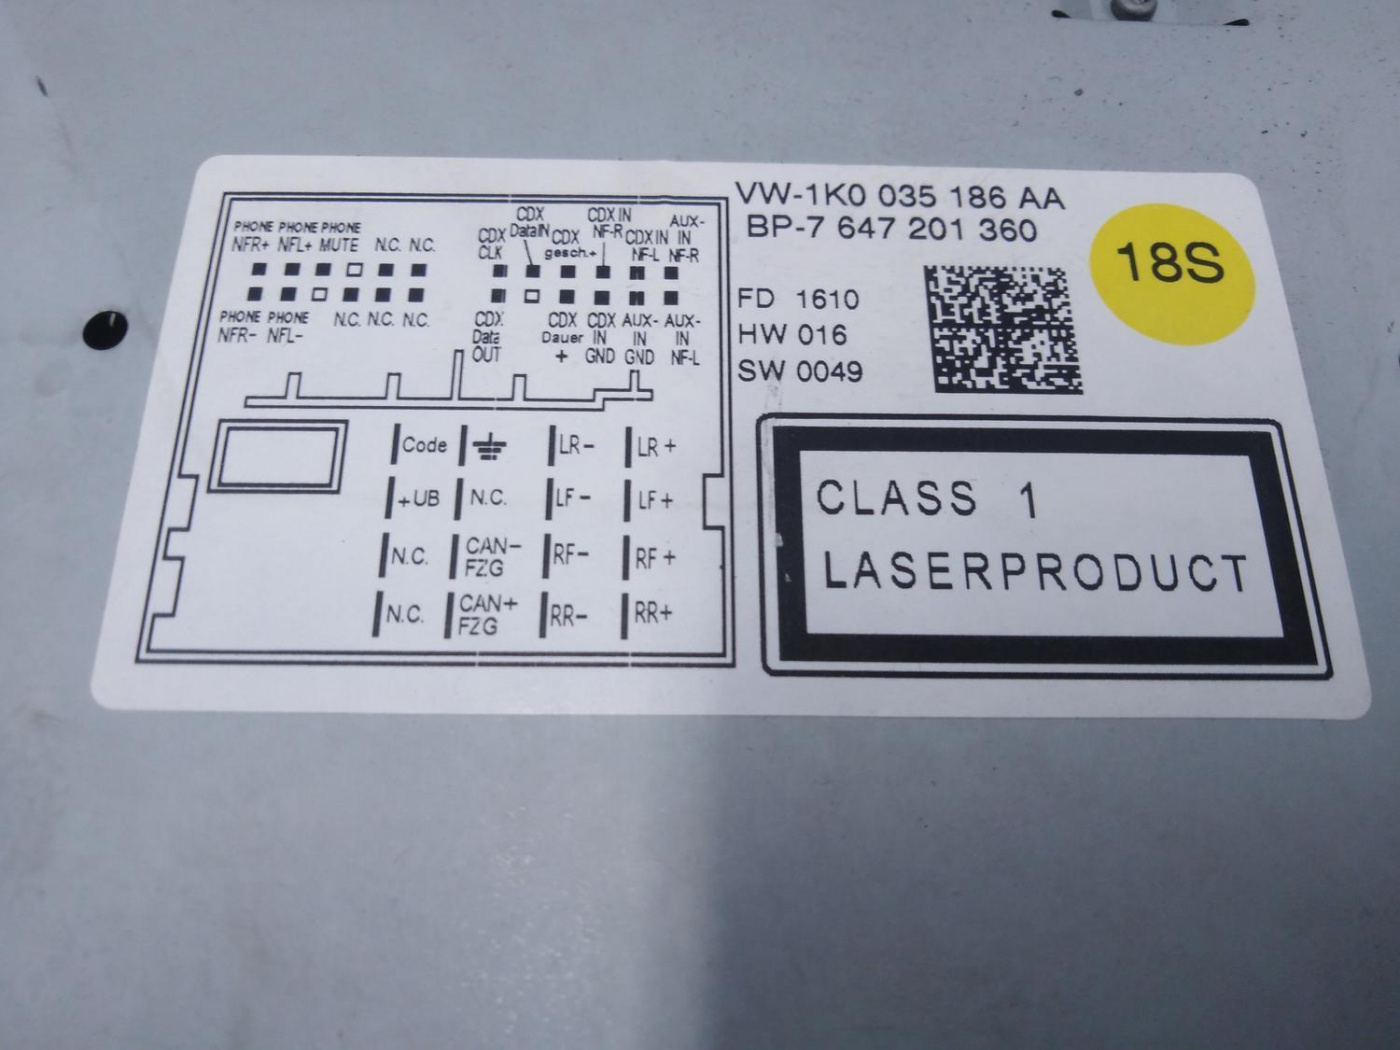 VW-1K0 035 186 AA
BP-7 647 201 360
18S
FD 1610
HW 016
SW 0049
CLASS 1
LASERPRODUCT
PHONE PHONE PHONE
NFR+ NFL+ MUTE N.C. N.C.
PHONE PHONE
NFR- NFL- N.C. N.C. N.C.
CDX
CLK
CDX
DataIN
CDX
gesch.+
CDX IN
NF-R
CDX IN
NF-L
AUX-
IN
NF-R
CDX
Data
OUT
CDX
Dauer
+
CDX
IN
GND
AUX-
IN
GND
AUX-
IN
NF-L
Code LR- LR+
+UB N.C. LF- LF+
N.C. CAN-
FZG RF- RF+
N.C. CAN+
FZG RR- RR+